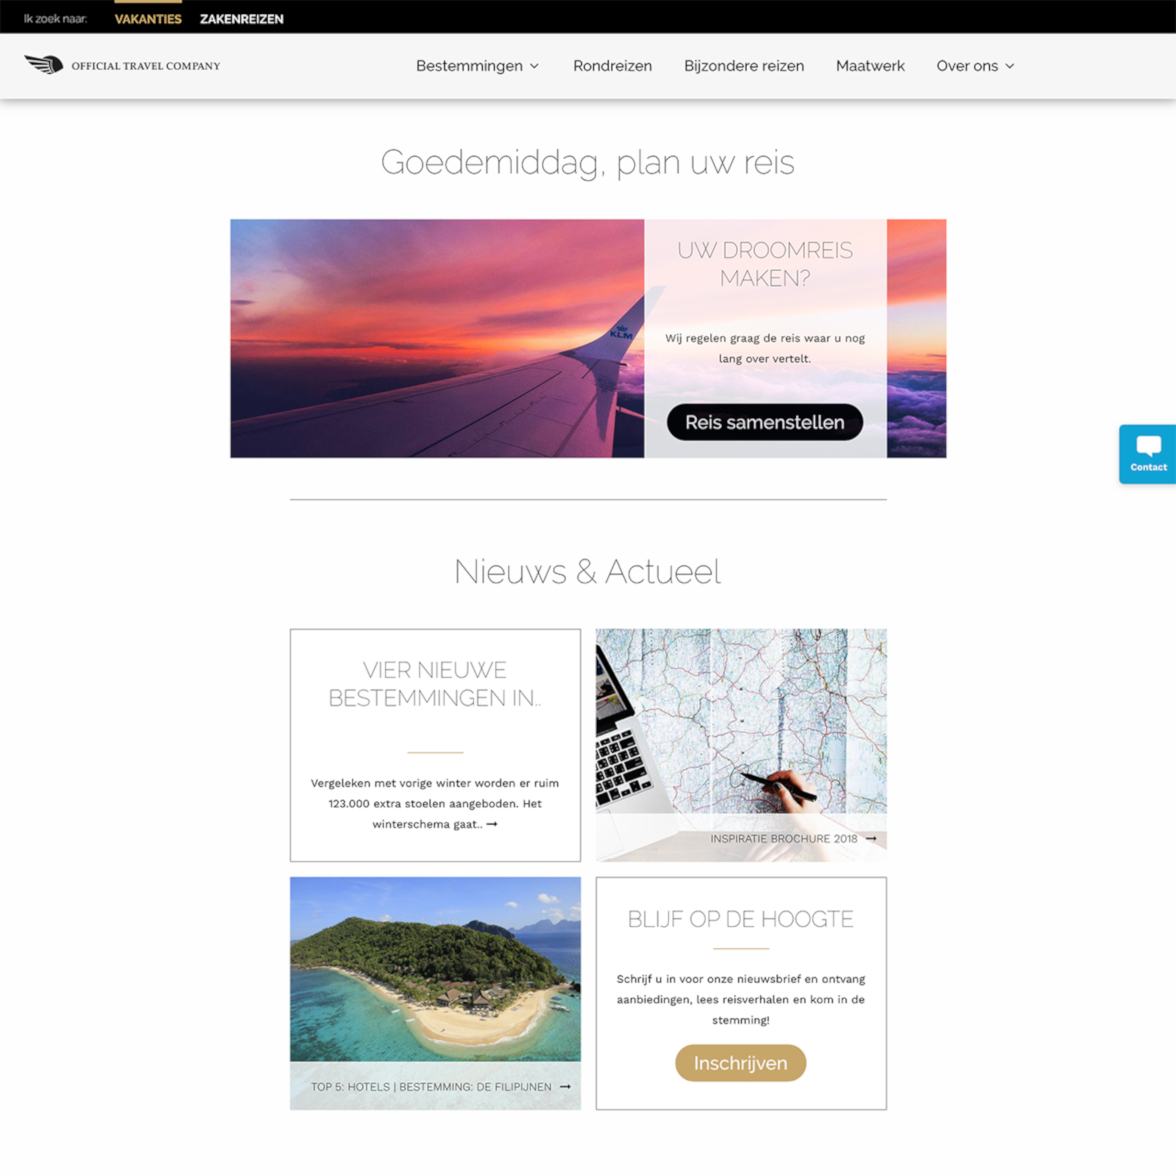 Ik zoek naar: VAKANTIES ZAKENREIZEN
OFFICIAL TRAVEL COMPANY Bestemmingen Rondreizen Bijzondere reizen Maatwerk Over ons
Goedemiddag, plan uw reis
UW DROOMREIS
MAKEN?
KLM
Wij regelen graag de reis waar u nog
lang over vertelt.
Reis samenstellen
Contact
Nieuws & Actueel
VIER NIEUWE
BESTEMMINGEN IN..
Vergeleken met vorige winter worden er ruim
123.000 extra stoelen aangeboden. Het
winterschema gaat.. →
INSPIRATIE BROCHURE 2018 →
TOP 5: HOTELS | BESTEMMING: DE FILIPIJNEN →
BLIJF OP DE HOOGTE
Schrijf u in voor onze nieuwsbrief en ontvang
aanbiedingen, lees reisverhalen en kom in de
stemming!
Inschrijven